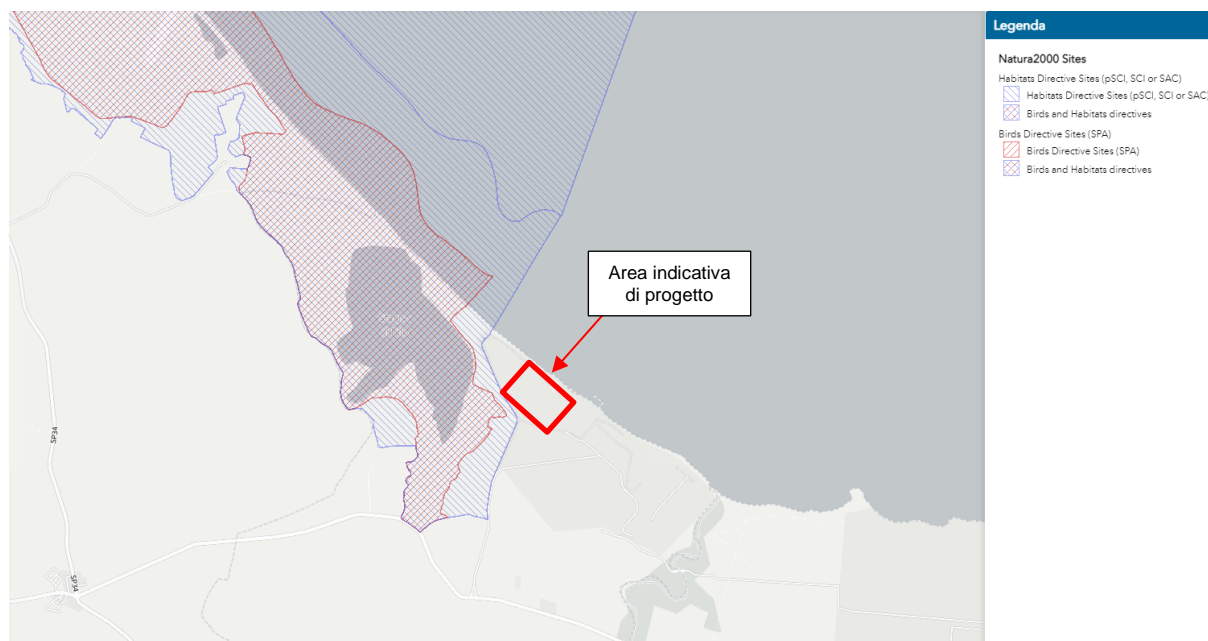 Legenda
Natura2000 Sites
Habitats Directive Sites (pSCI, SCI or SAC)
Habitats Directive Sites (pSCI, SCI or SAC)
Birds and Habitats directives
Birds Directive Sites (SPA)
Birds Directive Sites (SPA)
Birds and Habitats directives
Area indicativa
di progetto
SP34
SP34